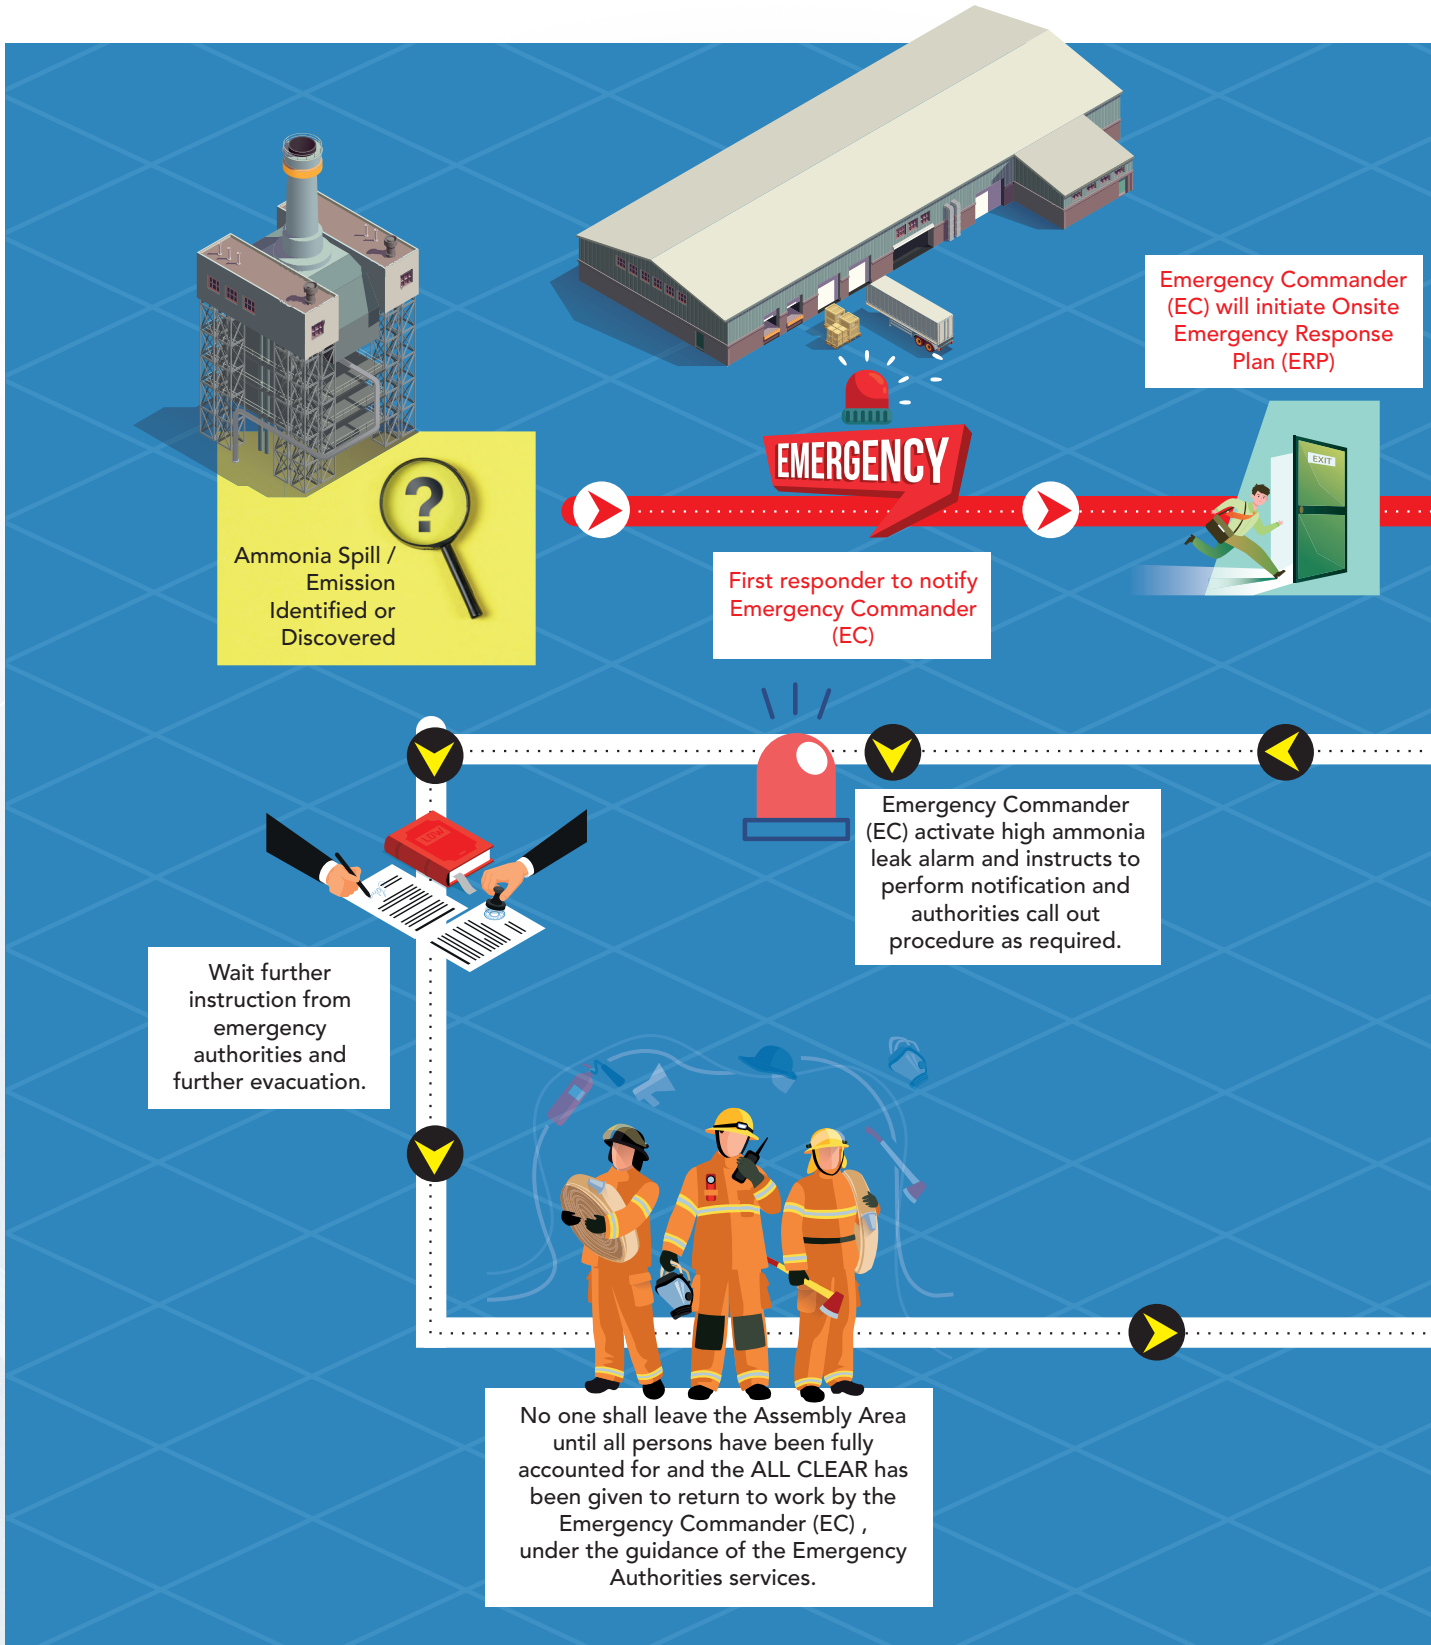 Emergency Commander
(EC) will initiate Onsite
Emergency Response
Plan (ERP)
EMERGENCY
EXIT
?
Ammonia Spill /
Emission
Identified or
Discovered
First responder to notify
Emergency Commander
(EC)
Emergency Commander
(EC) activate high ammonia
leak alarm and instructs to
perform notification and
authorities call out
procedure as required.
Wait further
instruction from
emergency
authorities and
further evacuation.
No one shall leave the Assembly Area
until all persons have been fully
accounted for and the ALL CLEAR has
been given to return to work by the
Emergency Commander (EC) ,
under the guidance of the Emergency
Authorities services.